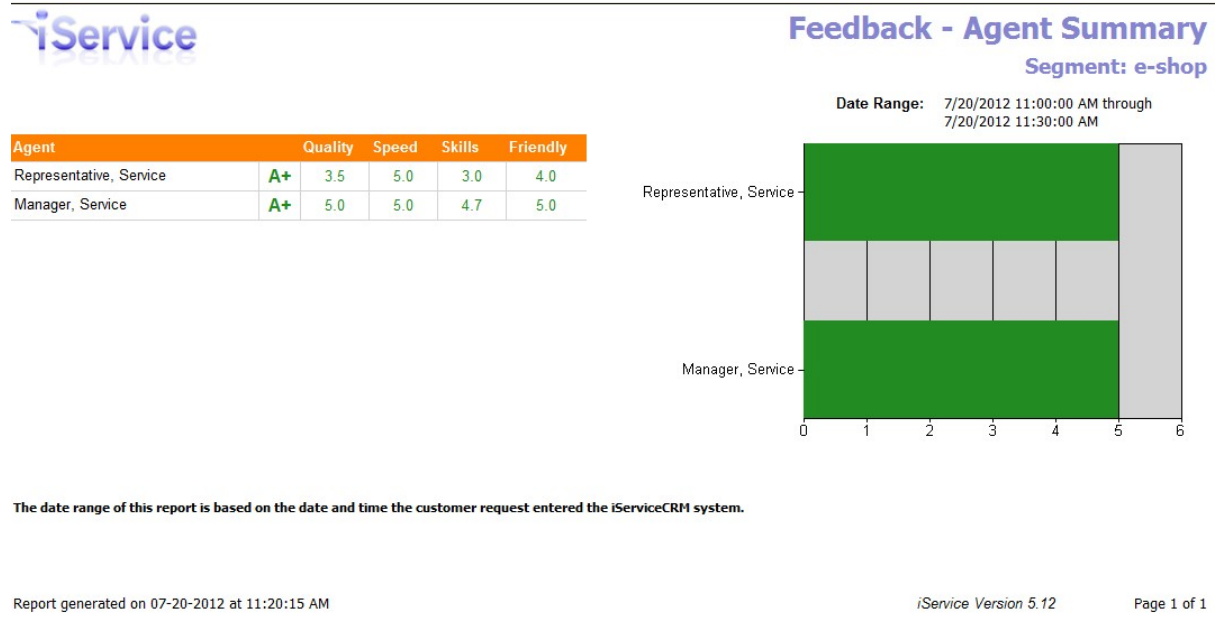 iService
Feedback - Agent Summary
Segment: e-shop
Date Range: 7/20/2012 11:00:00 AM through
7/20/2012 11:30:00 AM
Agent Quality Speed Skills Friendly
Representative, Service A+ 3.5 5.0 3.0 4.0
Manager, Service A+ 5.0 5.0 4.7 5.0
Representative, Service
Manager, Service
0 1 2 3 4 5 6
The date range of this report is based on the date and time the customer request entered the iServiceCRM system.
Report generated on 07-20-2012 at 11:20:15 AM
iService Version 5.12
Page 1 of 1